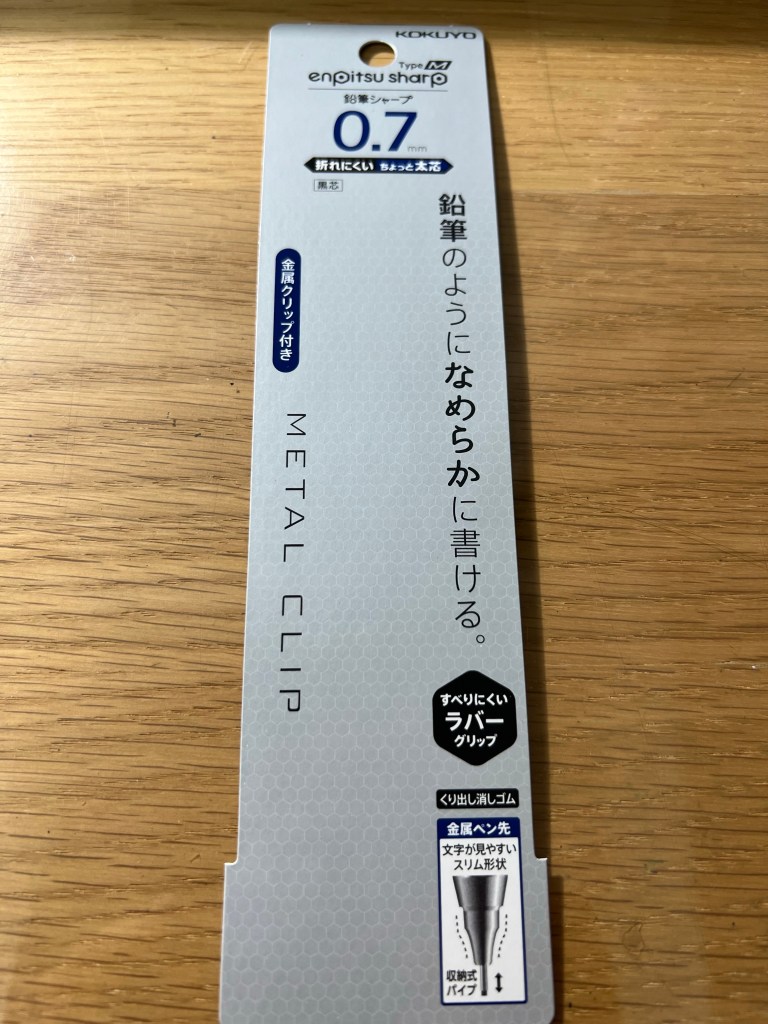 KOKUYO
Type M
enpitsu sharp
鉛筆シャープ
0.7mm
折れにくい ちょっと太芯
黒芯
鉛筆のようになめらかに書ける。
金属クリップ付き
METAL CLIP
すべりにくい
ラバー
グリップ
くり出し消しゴム
金属ペン先
文字が見やすい
スリム形状
収納式
パイプ